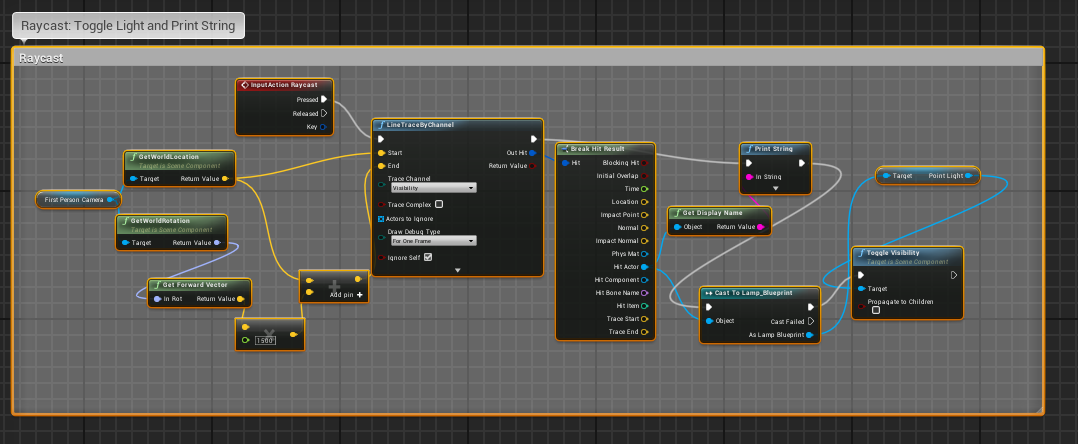 Raycast: Toggle Light and Print String
Raycast
InputAction Raycast
Pressed
Released
Key
GetWorldLocation
Target is Scene Component
Target
Return Value
First Person Camera
GetWorldRotation
Target is Scene Component
Target
Return Value
Get Forward Vector
In Rot
Return Value
1500
Add pin
LineTraceByChannel
Start
Out Hit
End
Return Value
Trace Channel
Visibility
Trace Complex
Actors to Ignore
Draw Debug Type
For One Frame
Ignore Self
Break Hit Result
Hit
Blocking Hit
Initial Overlap
Time
Location
Impact Point
Normal
Impact Normal
Phys Mat
Hit Actor
Hit Component
Hit Bone Name
Hit Item
Trace Start
Trace End
Print String
In String
Get Display Name
Object
Return Value
Cast To Lamp_Blueprint
Object
Cast Failed
As Lamp Blueprint
Target
Point Light
Toggle Visibility
Target is Scene Component
Target
Propagate to Children